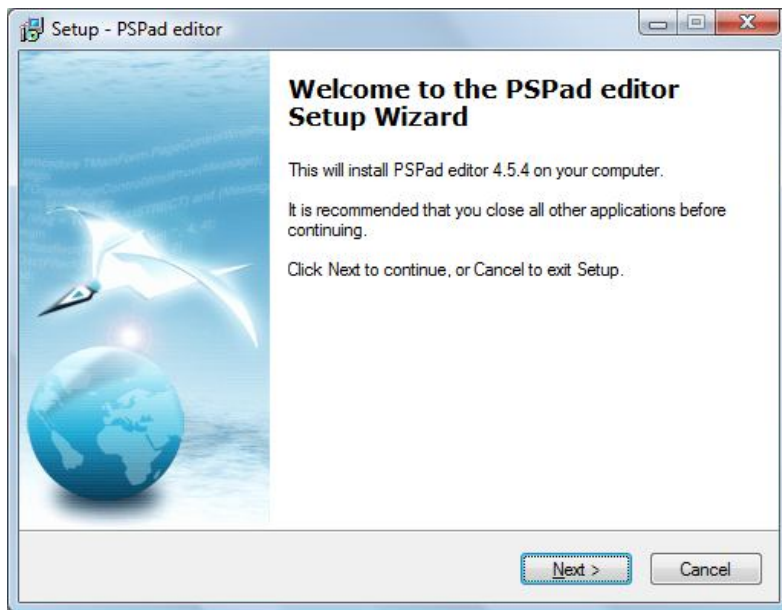 Setup - PSPad editor
Welcome to the PSPad editor
Setup Wizard
This will install PSPad editor 4.5.4 on your computer.
It is recommended that you close all other applications before
continuing.
Click Next to continue, or Cancel to exit Setup.
Next >
Cancel